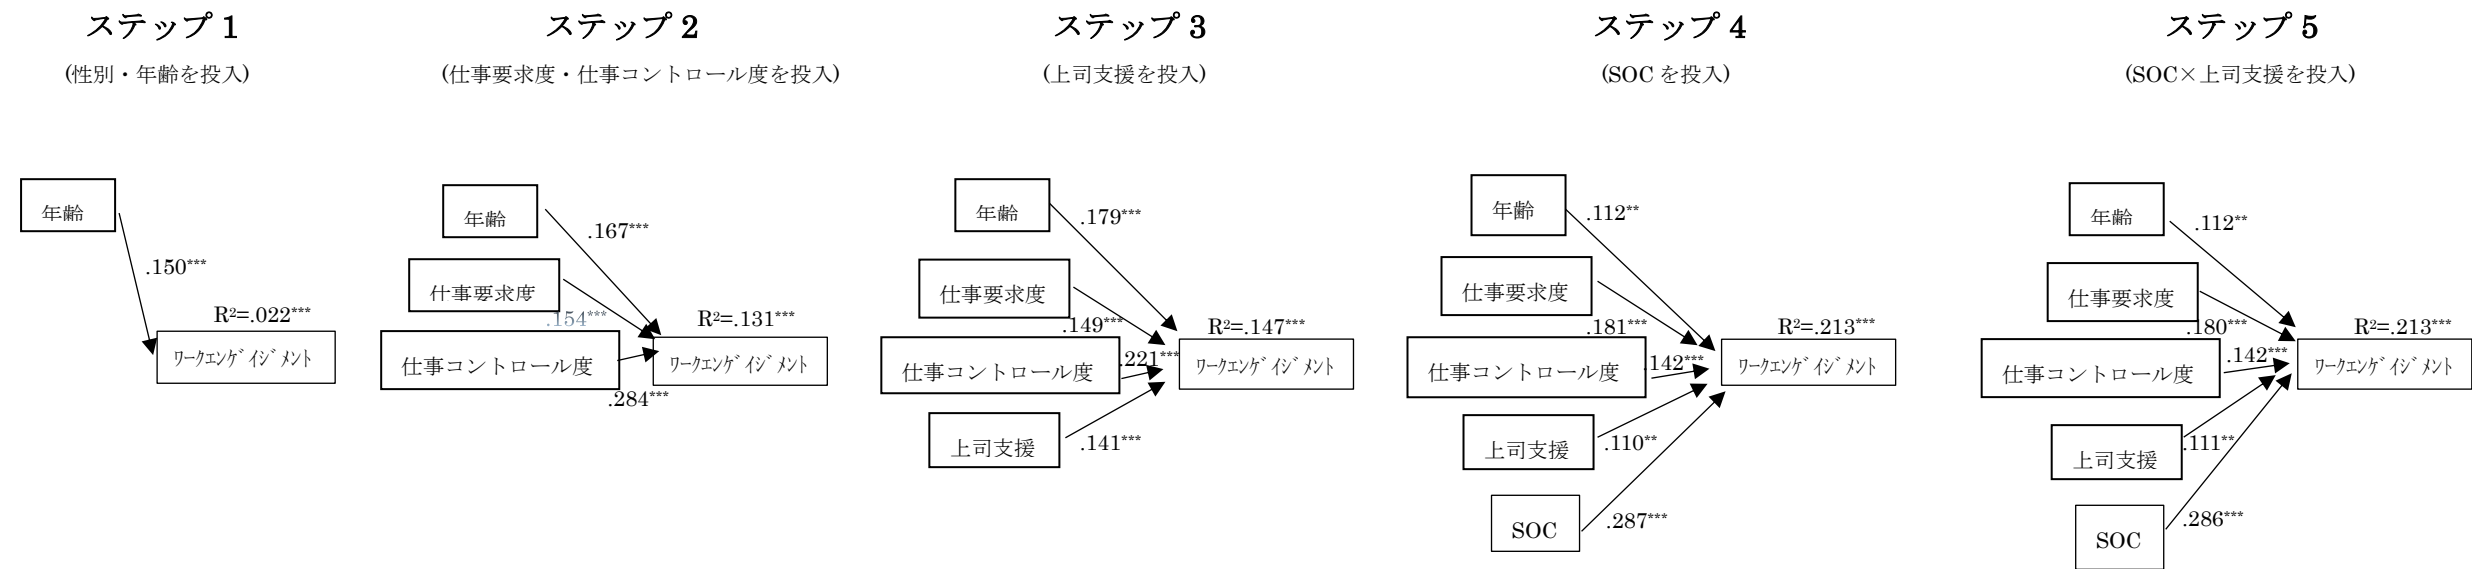 ステップ 1
(性別・年齢を投入)
年齢
.150***
R²=.022***
ワークエンゲイジメント
ステップ 2
(仕事要求度・仕事コントロール度を投入)
年齢
.167***
仕事要求度
.154***
R²=.131***
仕事コントロール度
ワークエンゲイジメント
.284***
ステップ 3
(上司支援を投入)
年齢
.179***
仕事要求度
.149***
R²=.147***
仕事コントロール度
.221***
ワークエンゲイジメント
上司支援
.141***
ステップ 4
(SOC を投入)
年齢
.112**
仕事要求度
.181***
R²=.213***
仕事コントロール度
.142***
ワークエンゲイジメント
上司支援
.110**
SOC
.287***
ステップ 5
(SOC×上司支援を投入)
年齢
.112**
仕事要求度
.180***
R²=.213***
仕事コントロール度
.142***
ワークエンゲイジメント
上司支援
.111**
SOC
.286***